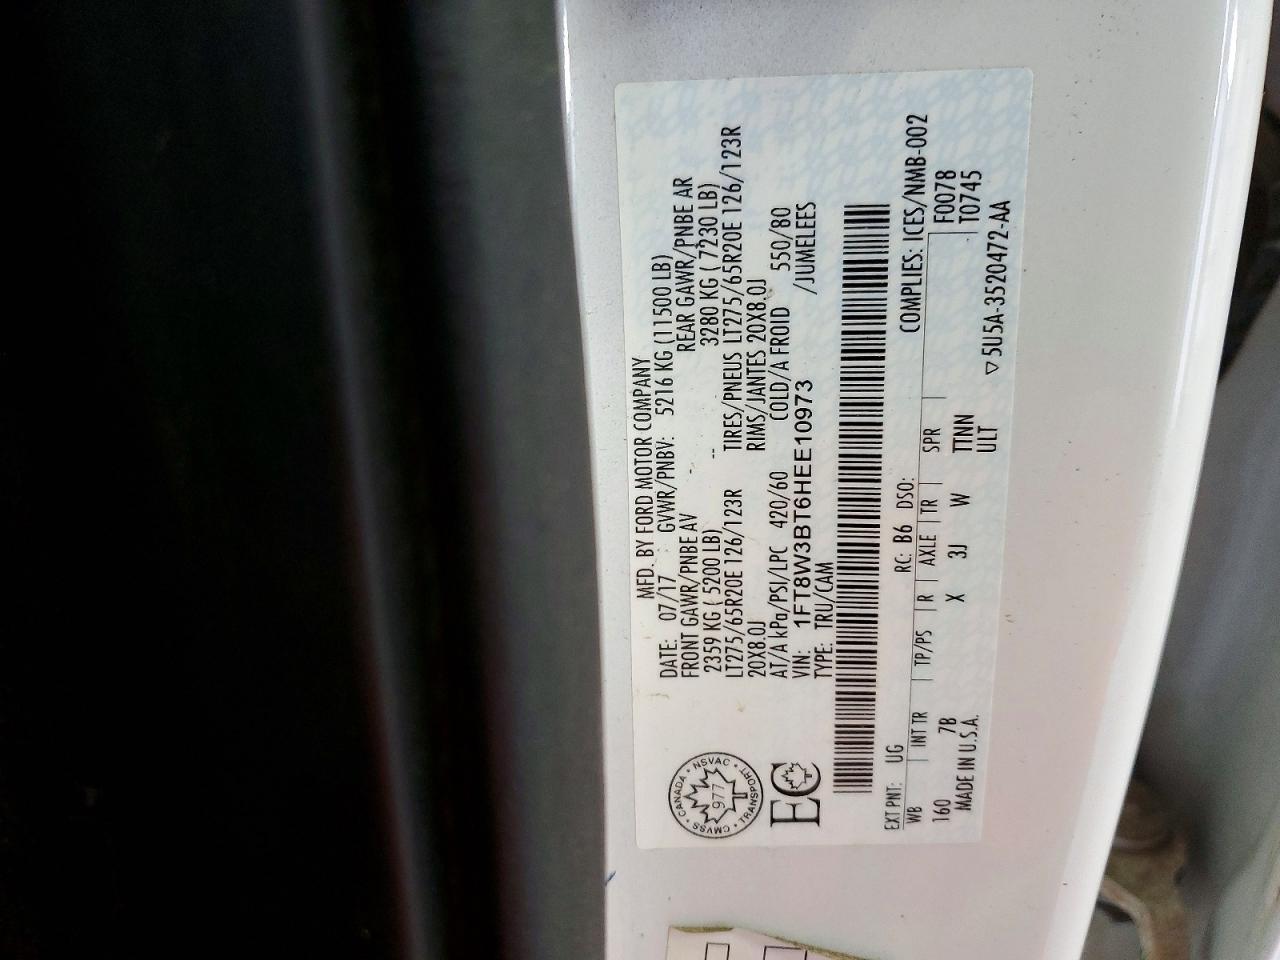 MFD. BY FORD MOTOR COMPANY
DATE: 07/17 GVWR/PNBV: 5216 KG (11500 LB)
FRONT GAWR/PNBE AV REAR GAWR/PNBE AR
2359 KG ( 5200 LB) -- 3280 KG ( 7230 LB)
LT275/65R20E 126/123R TIRES/PNEUS LT275/65R20E 126/123R
20X8.0J RIMS/JANTES 20X8.0J
AT/A kPa/PSI/LPC 420/60 COLD/A FROID 550/80
VIN: 1FT8W3BT6HEE10973 /JUMELEES
TYPE: TRU/CAM
CANADA • NSVAC • TRANSPORT • CMVSS •
977
EC
COMPLIES: ICES/NMB-002
EXT PNT: UG RC: B6 DSO:
WB INT TR TP/PS R AXLE TR SPR F0078
160 7B X 3J W TTNN T0745
MADE IN U.S.A. ULT
▽ 5U5A-3520472-AA